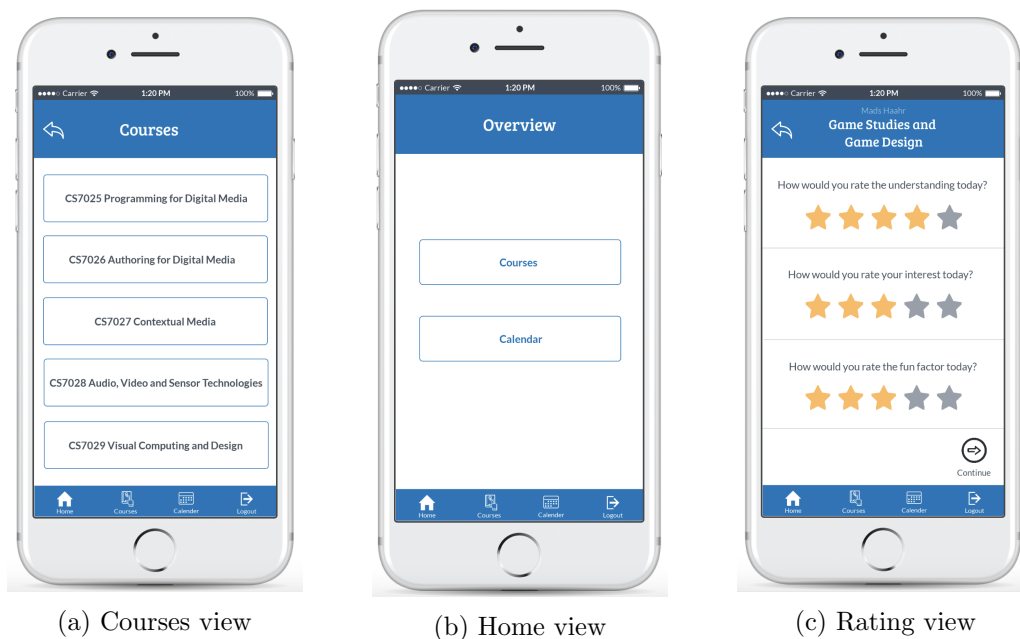 ●●●●○ Carrier 1:20 PM 100%
Courses
CS7025 Programming for Digital Media
CS7026 Authoring for Digital Media
CS7027 Contextual Media
CS7028 Audio, Video and Sensor Technologies
CS7029 Visual Computing and Design
Home Courses Calender Logout
(a) Courses view
●●●●○ Carrier 1:20 PM 100%
Overview
Courses
Calendar
Home Courses Calender Logout
(b) Home view
●●●●○ Carrier 1:20 PM 100%
Mads Haahr
Game Studies and
Game Design
How would you rate the understanding today?
How would you rate your interest today?
How would you rate the fun factor today?
Continue
Home Courses Calender Logout
(c) Rating view